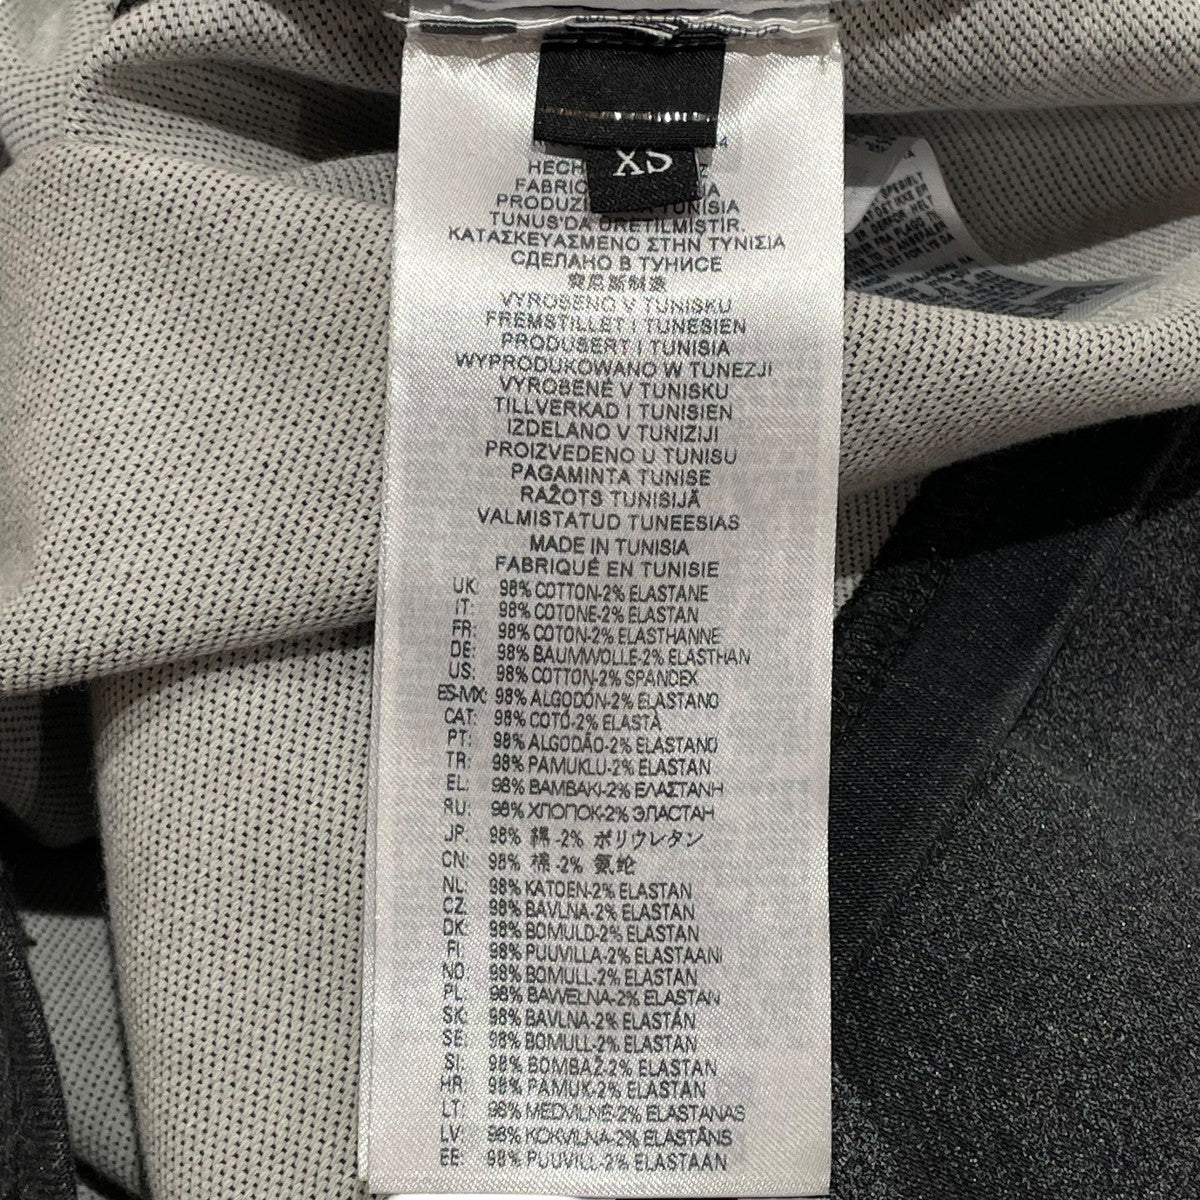 XS
HECH
FABRIC
PRODUZI TUNISIA
TUNUS'DA ÜRETILMISTIR.
ΚΑΤΑΣΚΕΥΑΣΜΕΝΟ ΣΤΗΝ ΤΥΝΙΣΙΑ
СДЕЛАНО В ТУНИСЕ
突尼斯制造
VYROBENO V TUNISKU
FREMSTILLET I TUNESIEN
PRODUSERT I TUNISIA
WYPRODUKOWANO W TUNEZJI
VYROBENÉ V TUNISKU
TILLVERKAD I TUNISIEN
IZDELANO V TUNIZIJI
PROIZVEDENO U TUNISU
PAGAMINTA TUNISE
RAŽOTS TUNISIJĀ
VALMISTATUD TUNEESIAS
MADE IN TUNISIA
FABRIQUÉ EN TUNISIE
UK: 98% COTTON-2% ELASTANE
IT: 98% COTONE-2% ELASTAN
FR: 98% COTON-2% ELASTHANNE
DE: 98% BAUMWOLLE-2% ELASTHAN
US: 98% COTTON-2% SPANDEX
ES-MX: 98% ALGODÓN-2% ELASTANO
CAT: 98% COTÓ-2% ELASTÀ
PT: 98% ALGODÃO-2% ELASTANO
TR: 98% PAMUKLU-2% ELASTAN
EL: 98% ΒΑΜΒΑΚΙ-2% ΕΛΑΣΤΑΝΗ
RU: 98% ХЛОПОК-2% ЭЛАСТАН
JP: 98% 綿 -2% ポリウレタン
CN: 98% 棉 -2% 氨纶
NL: 98% KATOEN-2% ELASTAN
CZ: 98% BAVLNA-2% ELASTAN
DK: 98% BOMULD-2% ELASTAN
FI: 98% PUUVILLA-2% ELASTAANI
NO: 98% BOMULL-2% ELASTAN
PL: 98% BAWEŁNA-2% ELASTAN
SK: 98% BAVLNA-2% ELASTÁN
SE: 98% BOMULL-2% ELASTAN
SI: 98% BOMBAŽ-2% ELASTAN
HR: 98% PAMUK-2% ELASTAN
LT: 98% MEDVILNĖ-2% ELASTANAS
LV: 98% KOKVILNA-2% ELASTĀNS
EE: 98% PUUVILL-2% ELASTAAN